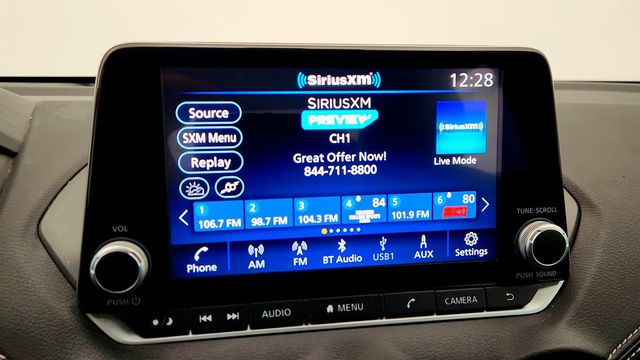 SiriusXM
12:28
SIRIUSXM
PREVIEW
CH1
Great Offer Now!
844-711-8800
Source
SXM Menu
Replay
SiriusXM
Live Mode
1 106.7 FM
2 98.7 FM
3 104.3 FM
4 84
5 101.9 FM
6 80
Phone
AM
FM
BT Audio
USB1
AUX
Settings
VOL
PUSH
TUNE·SCROLL
PUSH SOUND
AUDIO
MENU
CAMERA